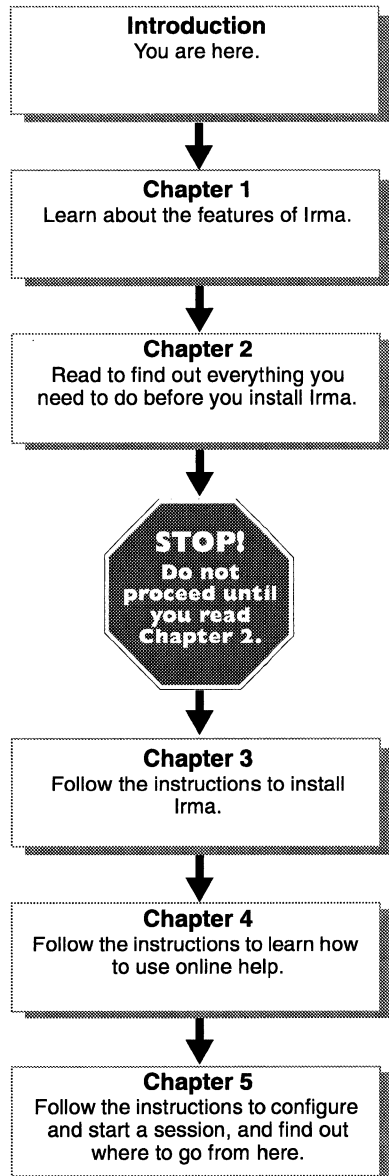 Introduction
You are here.
Chapter 1
Learn about the features of Irma.
Chapter 2
Read to find out everything you
need to do before you install Irma.
STOP!
Do not
proceed until
you read
Chapter 2.
Chapter 3
Follow the instructions to install
Irma.
Chapter 4
Follow the instructions to learn how
to use online help.
Chapter 5
Follow the instructions to configure
and start a session, and find out
where to go from here.